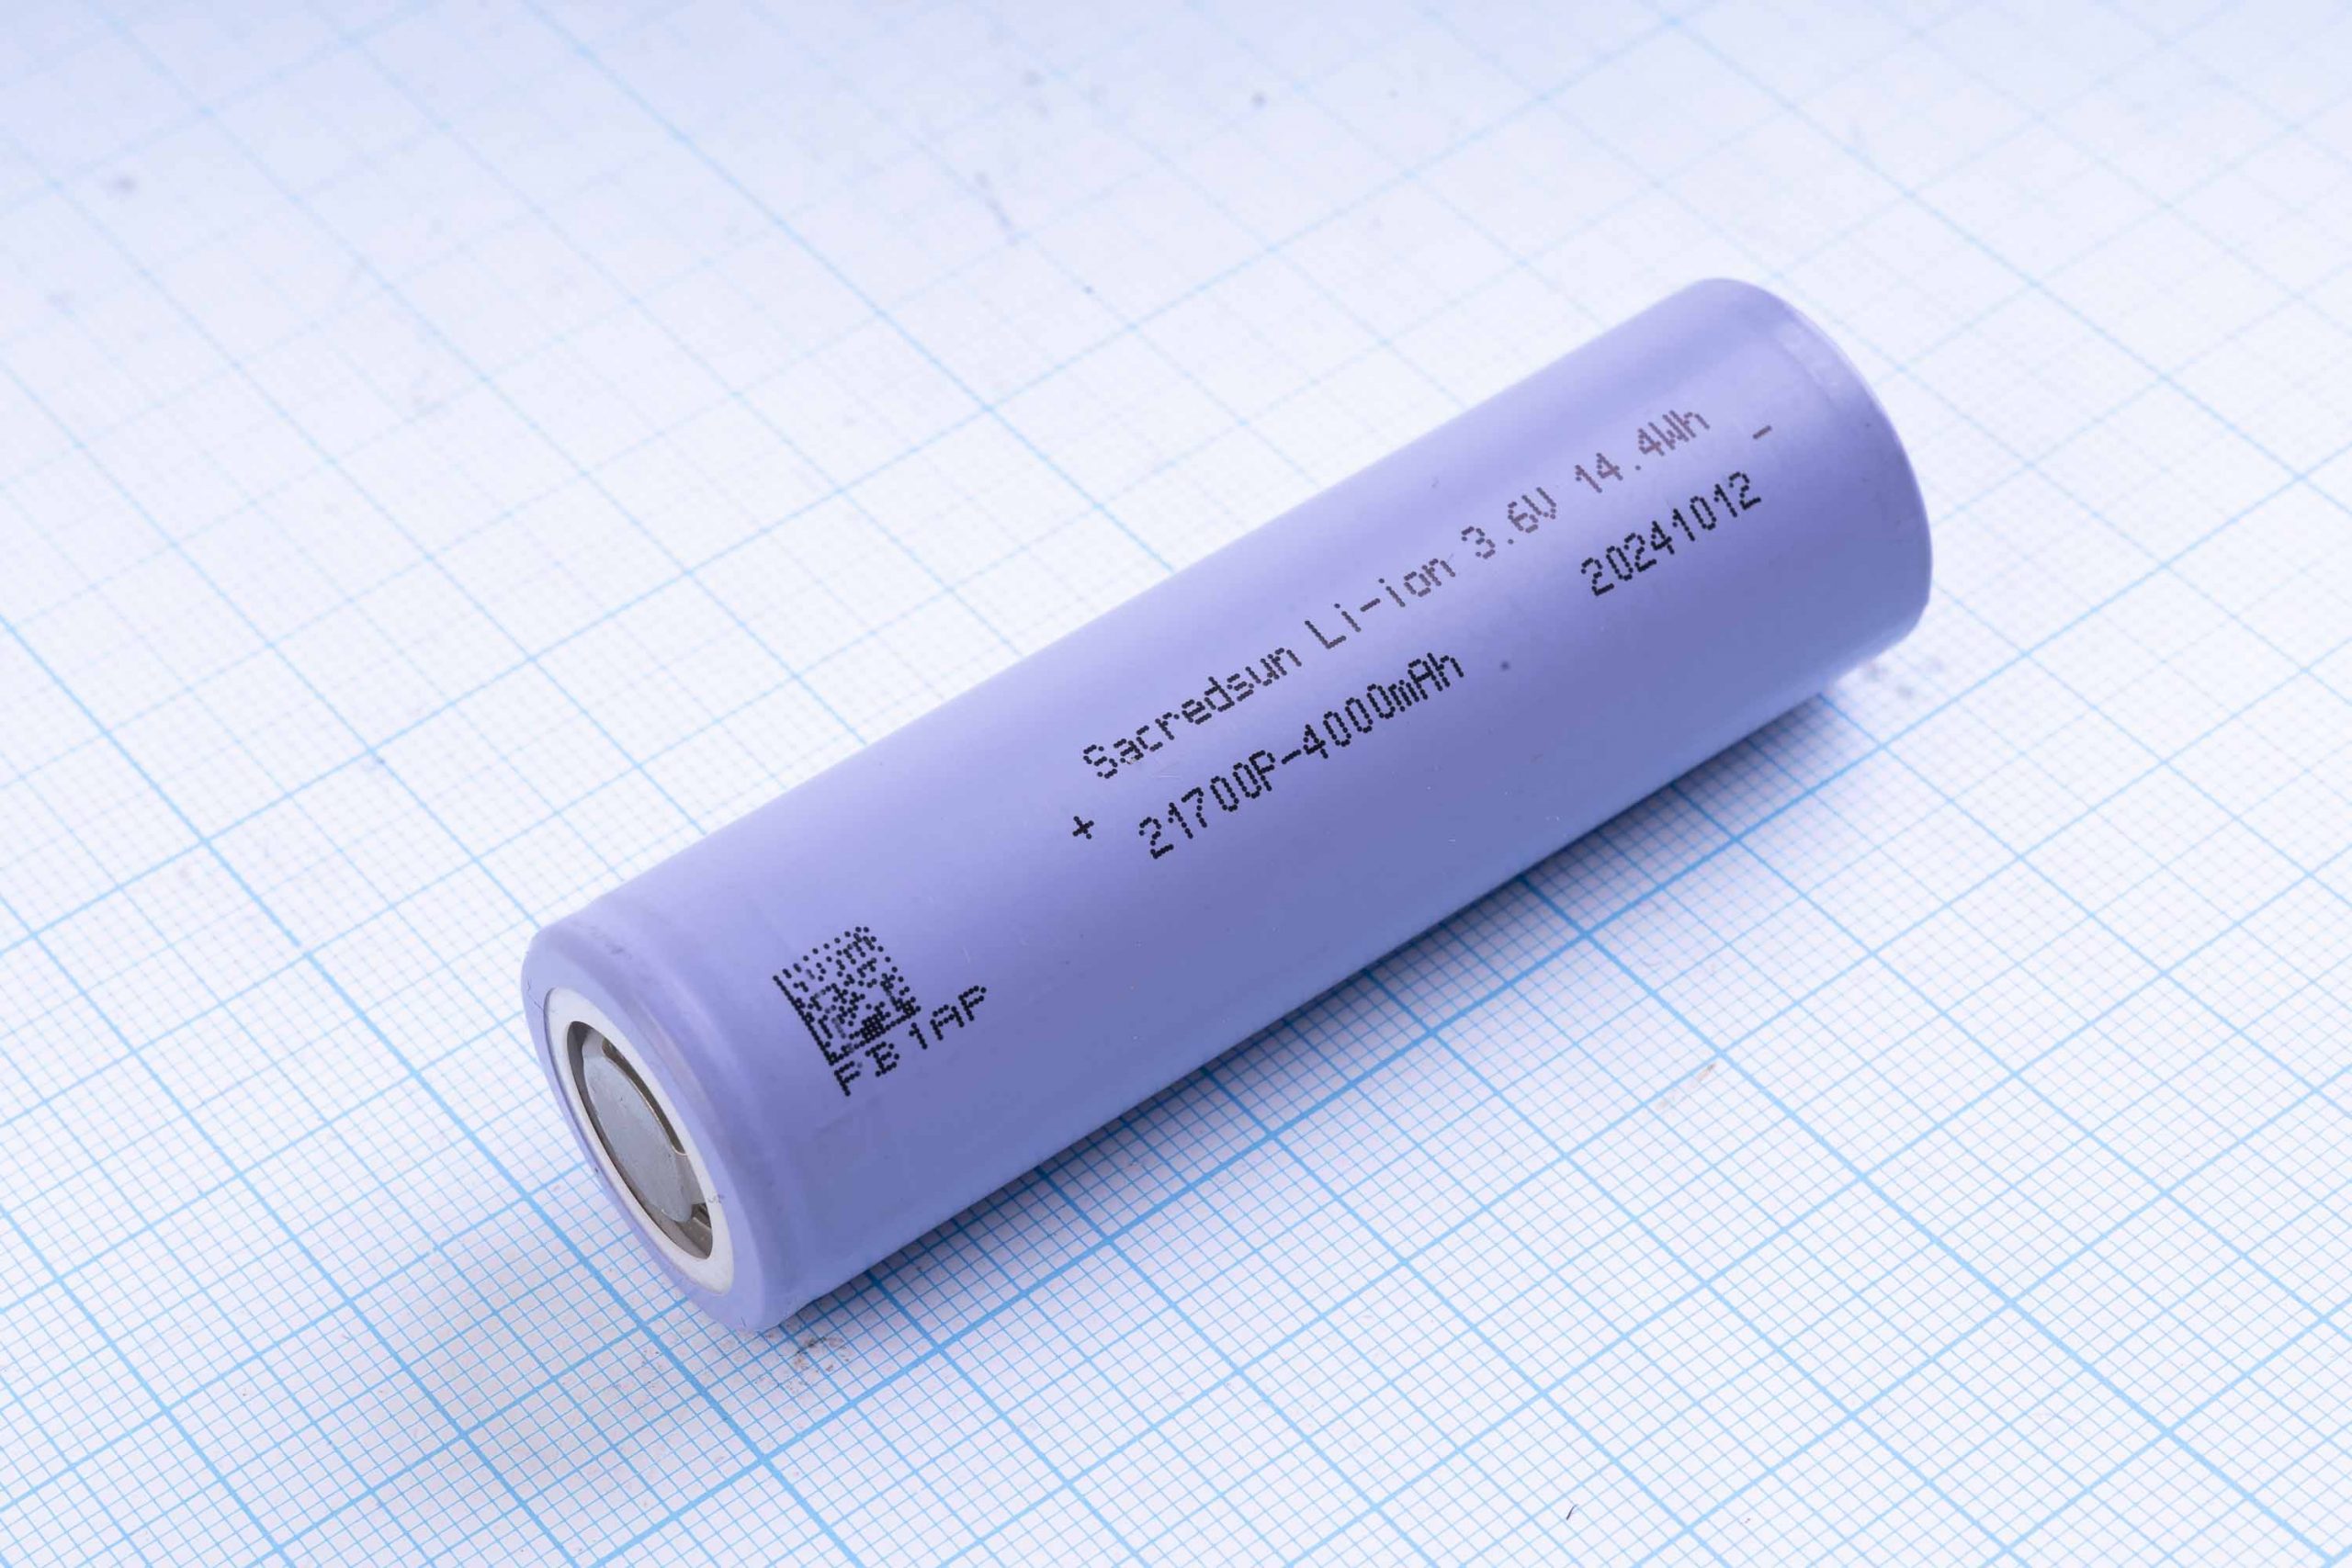 Sacredsun Li-ion 3.6V 14.4Wh
+ -
21700P-4000mAh 20241012
FB1AP